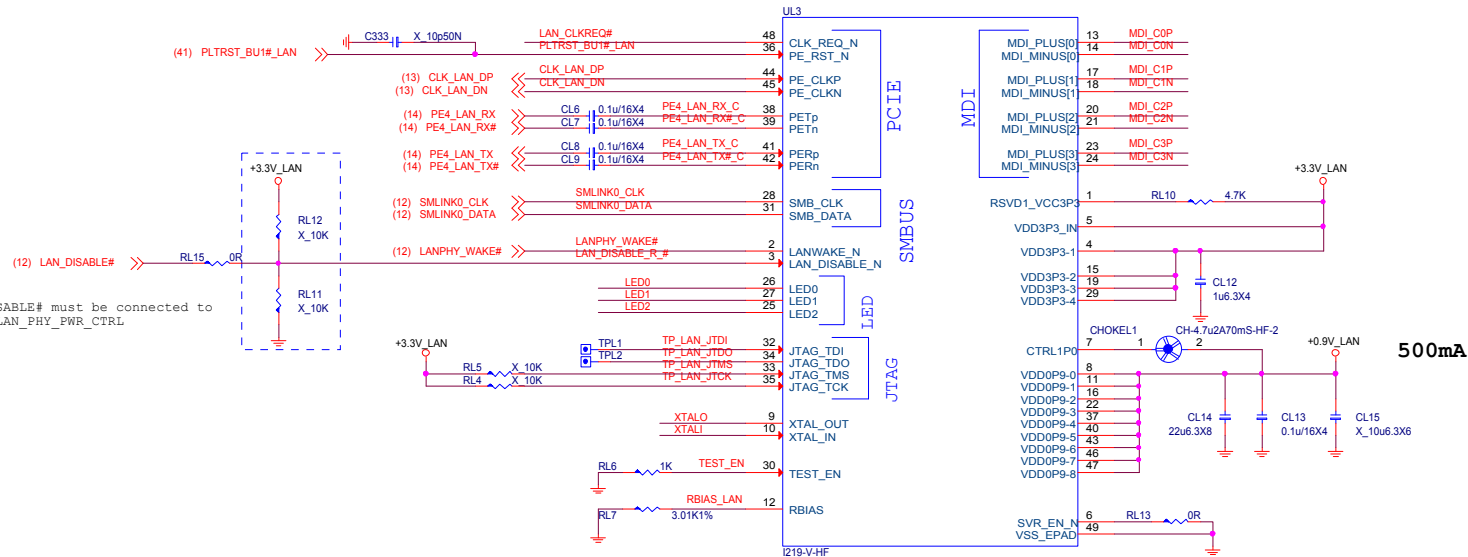 UL3
C333 X_10p50N
LAN_CLKREQ# 48 CLK_REQ_N
(41) PLTRST_BU1#_LAN PLTRST_BU1#_LAN 36 PE_RST_N
(13) CLK_LAN_DP CLK_LAN_DP 44 PE_CLKP
(13) CLK_LAN_DN CLK_LAN_DN 45 PE_CLKN
(14) PE4_LAN_RX CL6 0.1u/16X4 PE4_LAN_RX_C 38 PETp
(14) PE4_LAN_RX# CL7 0.1u/16X4 PE4_LAN_RX#_C 39 PETn
(14) PE4_LAN_TX CL8 0.1u/16X4 PE4_LAN_TX_C 41 PERp
(14) PE4_LAN_TX# CL9 0.1u/16X4 PE4_LAN_TX#_C 42 PERn
PCIE
(12) SMLINK0_CLK SMLINK0_CLK 28 SMB_CLK
(12) SMLINK0_DATA SMLINK0_DATA 31 SMB_DATA
SMBUS
+3.3V_LAN
RL12
X_10K
(12) LANPHY_WAKE# LANPHY_WAKE# 2 LANWAKE_N
(12) LAN_DISABLE# RL15 0R LAN_DISABLE_R_# 3 LAN_DISABLE_N
RL11
X_10K
SABLE# must be connected to
LAN_PHY_PWR_CTRL
LED0 26 LED0
LED1 27 LED1
LED2 25 LED2
LED
+3.3V_LAN
TPL1 TP_LAN_JTDI 32 JTAG_TDI
TPL2 TP_LAN_JTDO 34 JTAG_TDO
RL5 X_10K TP_LAN_JTMS 33 JTAG_TMS
RL4 X_10K TP_LAN_JTCK 35 JTAG_TCK
JTAG
XTALO 9 XTAL_OUT
XTALI 10 XTAL_IN
RL6 1K TEST_EN 30 TEST_EN
RL7 3.01K1% RBIAS_LAN 12 RBIAS
I219-V-HF
MDI
MDI_PLUS[0] 13 MDI_C0P
MDI_MINUS[0] 14 MDI_C0N
MDI_PLUS[1] 17 MDI_C1P
MDI_MINUS[1] 18 MDI_C1N
MDI_PLUS[2] 20 MDI_C2P
MDI_MINUS[2] 21 MDI_C2N
MDI_PLUS[3] 23 MDI_C3P
MDI_MINUS[3] 24 MDI_C3N
+3.3V_LAN
RSVD1_VCC3P3 1 RL10 4.7K
VDD3P3_IN 5
VDD3P3-1 4
VDD3P3-2 15
VDD3P3-3 19
VDD3P3-4 29
CL12
1u6.3X4
CHOKEL1 CH-4.7u2A70mS-HF-2
CTRL1P0 7 1 2
+0.9V_LAN
500mA
VDD0P9-0 8
VDD0P9-1 11
VDD0P9-2 16
VDD0P9-3 22
VDD0P9-4 37
VDD0P9-5 40
VDD0P9-6 43
VDD0P9-7 46
VDD0P9-8 47
CL14
22u6.3X8
CL13
0.1u/16X4
CL15
X_10u6.3X6
SVR_EN_N 6 RL13 0R
VSS_EPAD 49